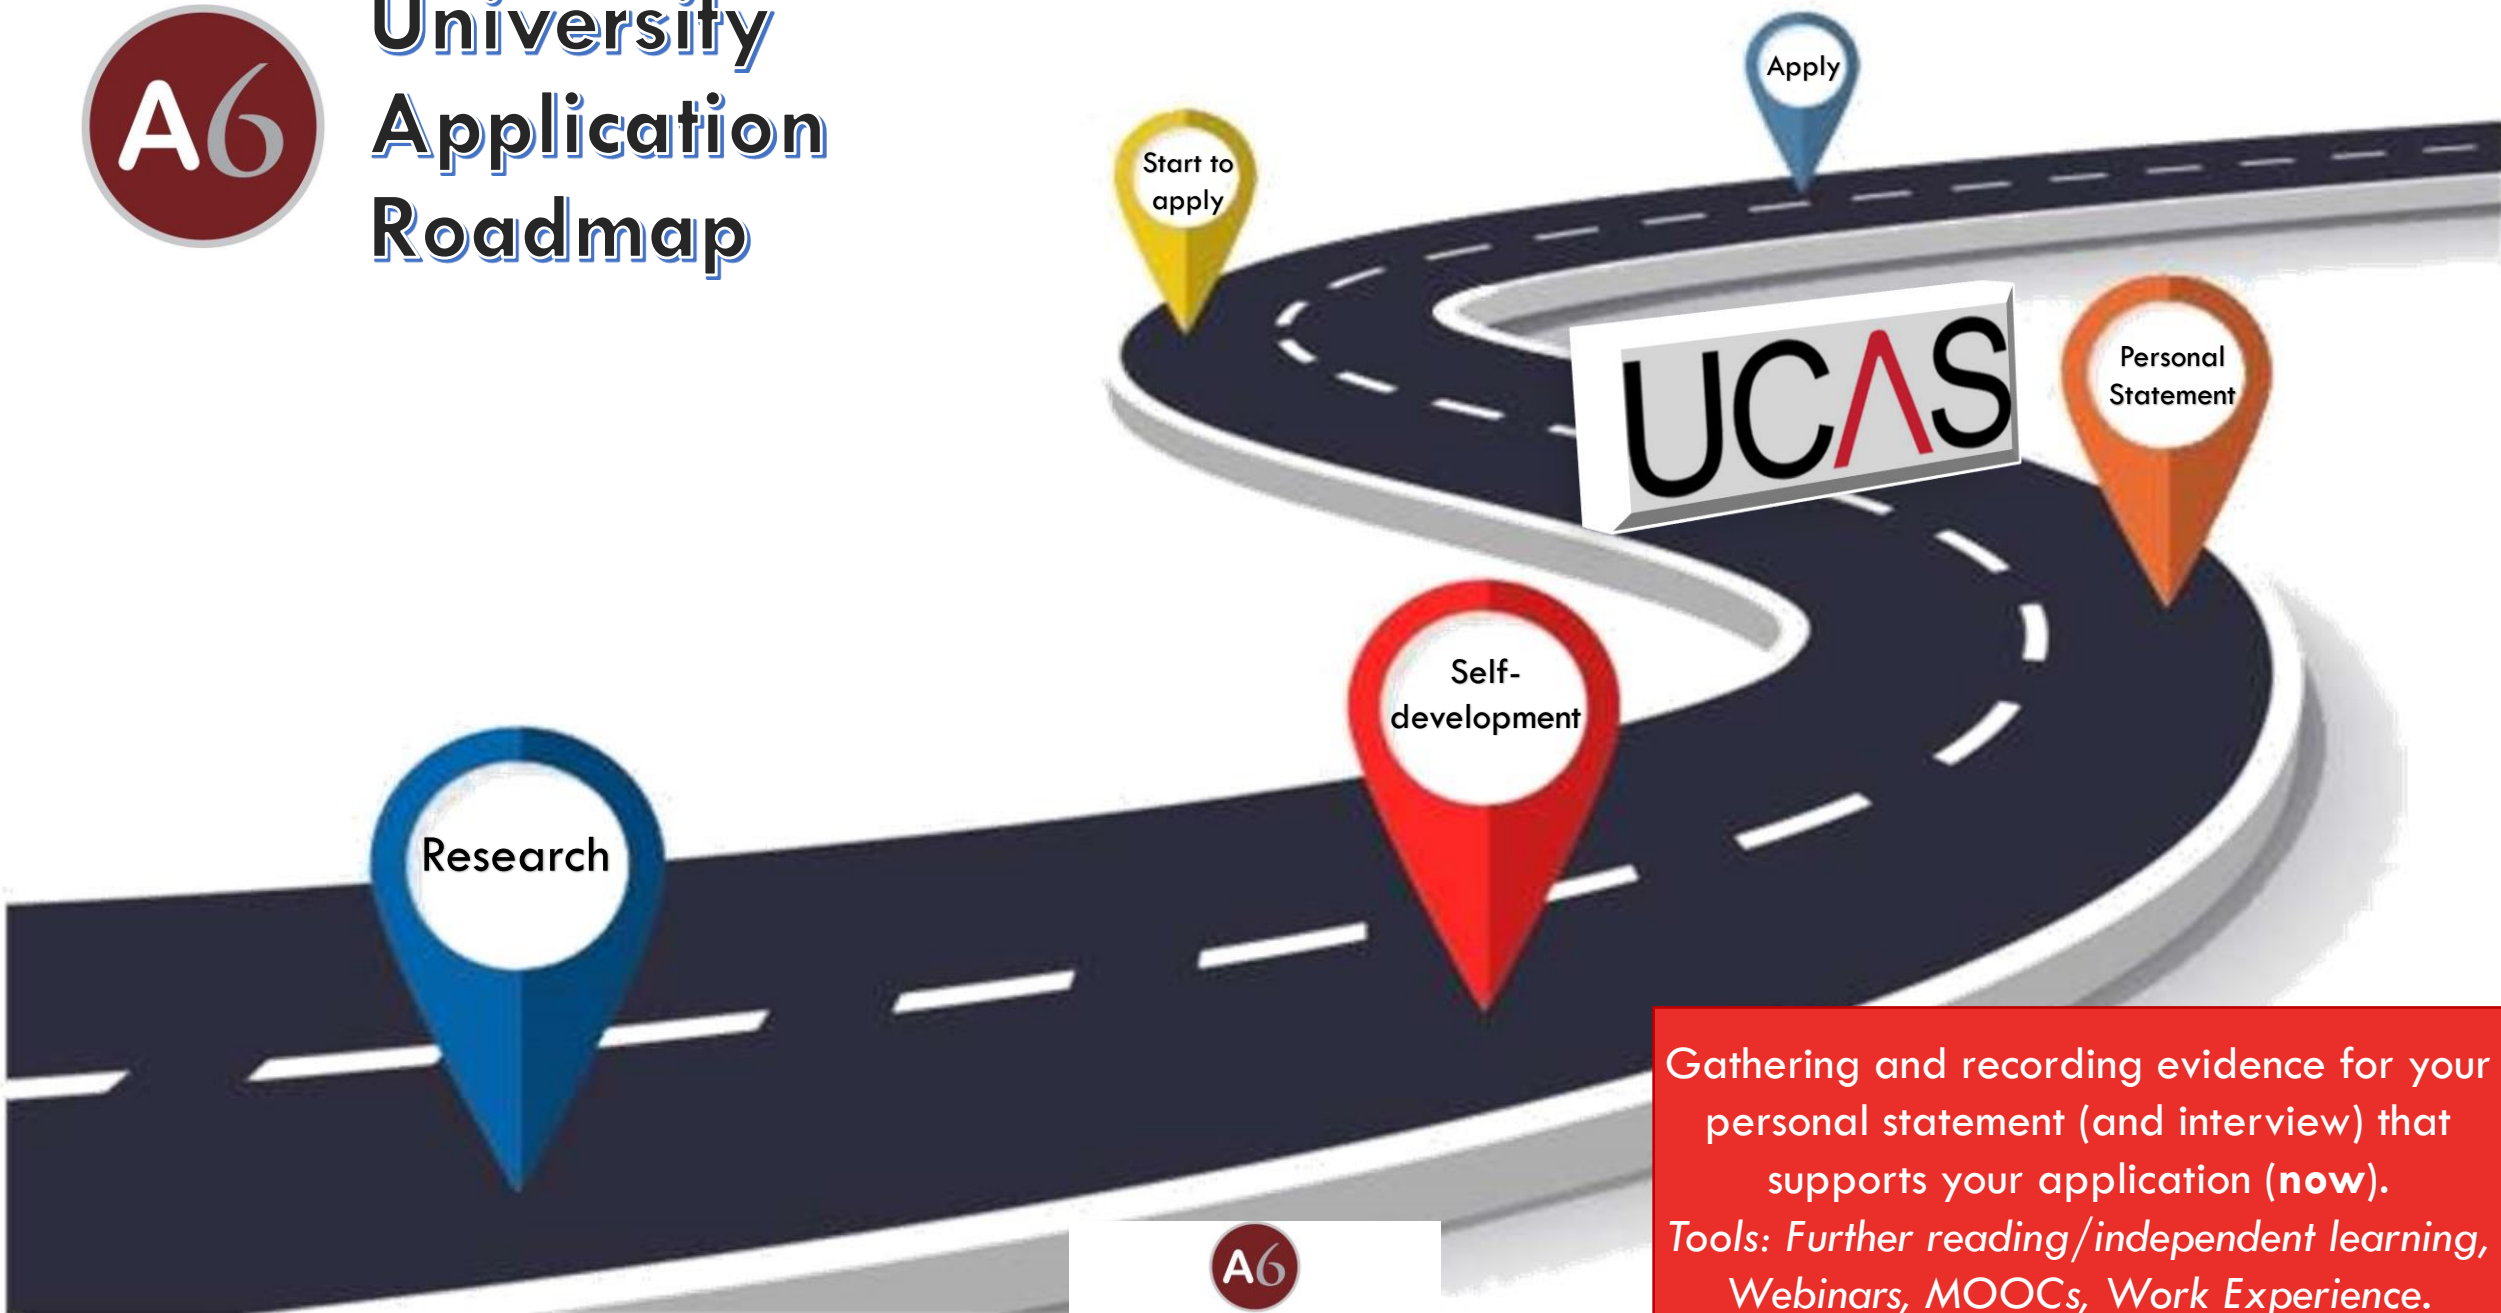 A6
University
Application
Roadmap
Apply
Start to
apply
UCAS
Personal
Statement
Self-
development
Research
Gathering and recording evidence for your
personal statement (and interview) that
supports your application (now).
Tools: Further reading/independent learning,
Webinars, MOOCs, Work Experience.
A6